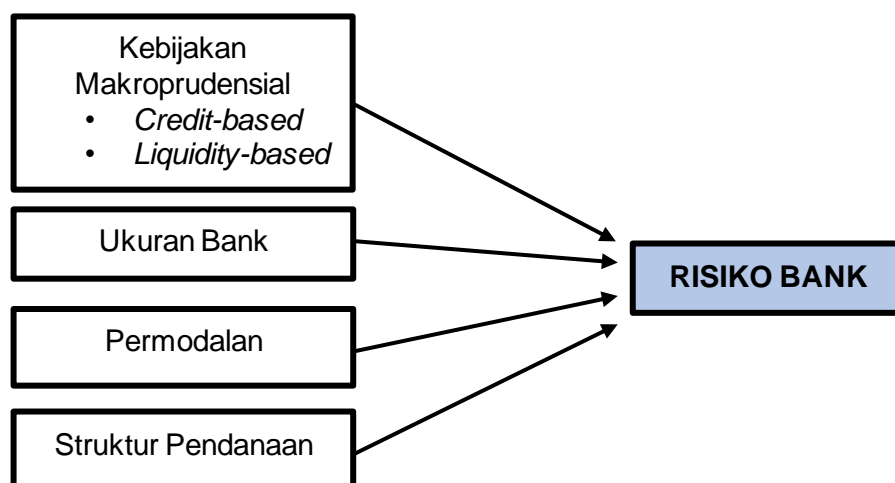 Kebijakan
Makroprudensial
• Credit-based
• Liquidity-based
Ukuran Bank
RISIKO BANK
Permodalan
Struktur Pendanaan